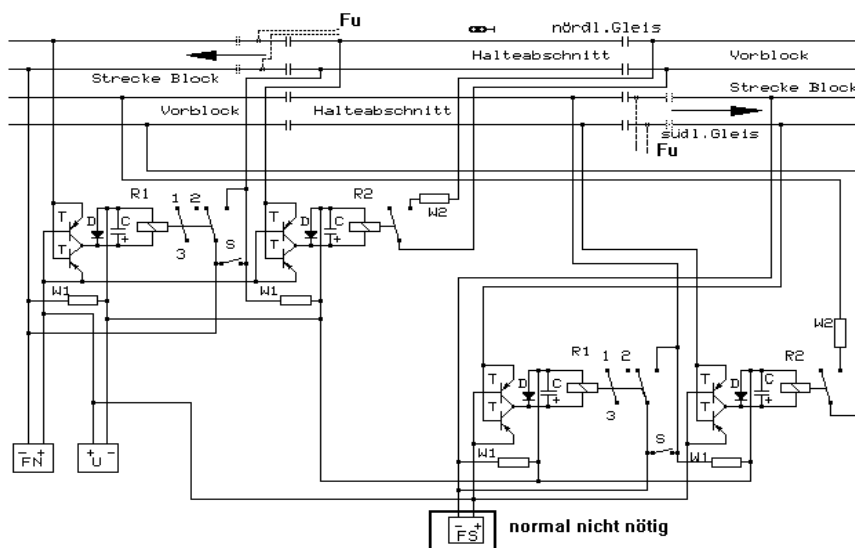 Fu
nördl.Gleis
Halteabschnitt
Vorblock
Strecke Block
Strecke Block
Vorblock
Halteabschnitt
südl.Gleis
Fu
R1
1 2
R2
W2
T
D
C
+
3
S
T
D
C
+
T
T
W1
W1
W2
R1
1 2
R2
T
D
C
+
3
T
D
C
+
T
T
S
W1
W1
- +
FN
+ -
U
- +
FS
normal nicht nötig